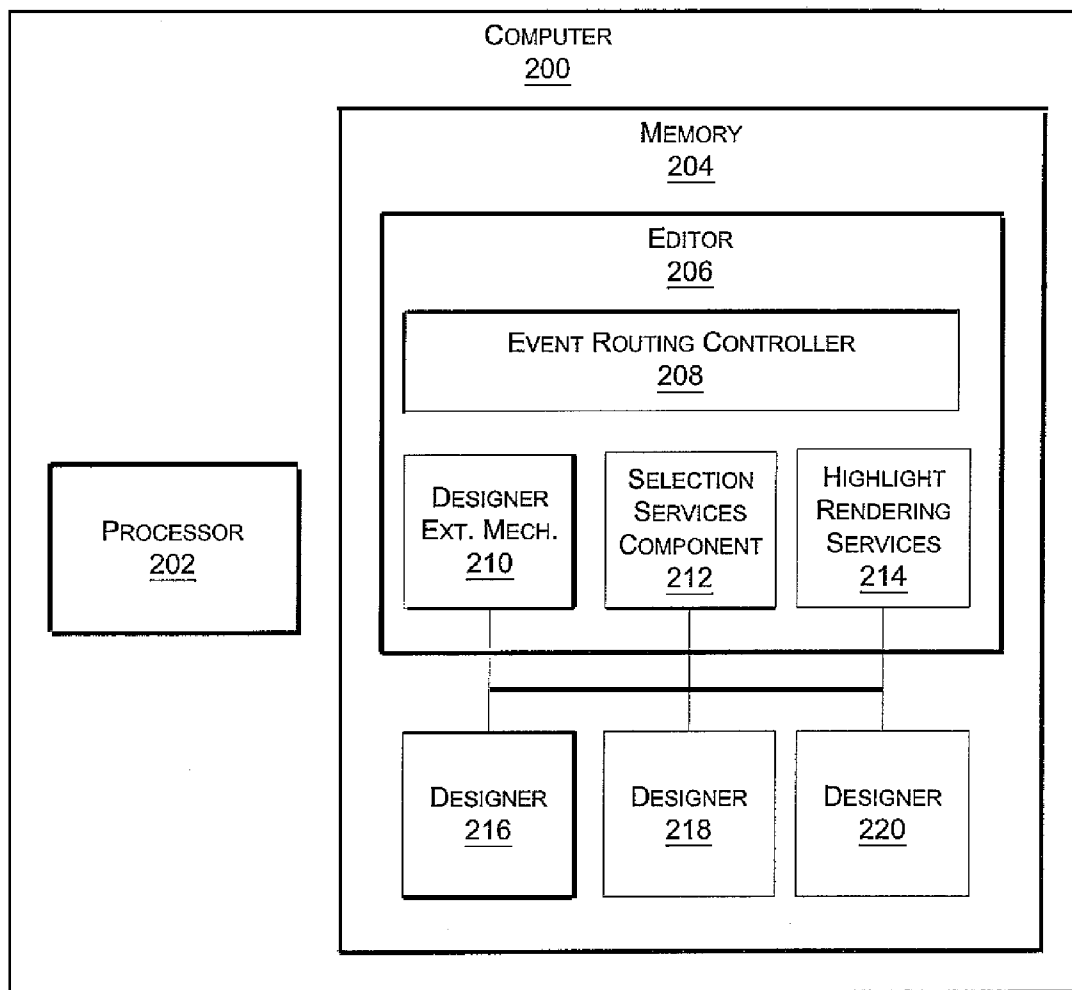 COMPUTER
200
MEMORY
204
EDITOR
206
EVENT ROUTING CONTROLLER
208
PROCESSOR
202
DESIGNER
EXT. MECH.
210
SELECTION
SERVICES
COMPONENT
212
HIGHLIGHT
RENDERING
SERVICES
214
DESIGNER
216
DESIGNER
218
DESIGNER
220